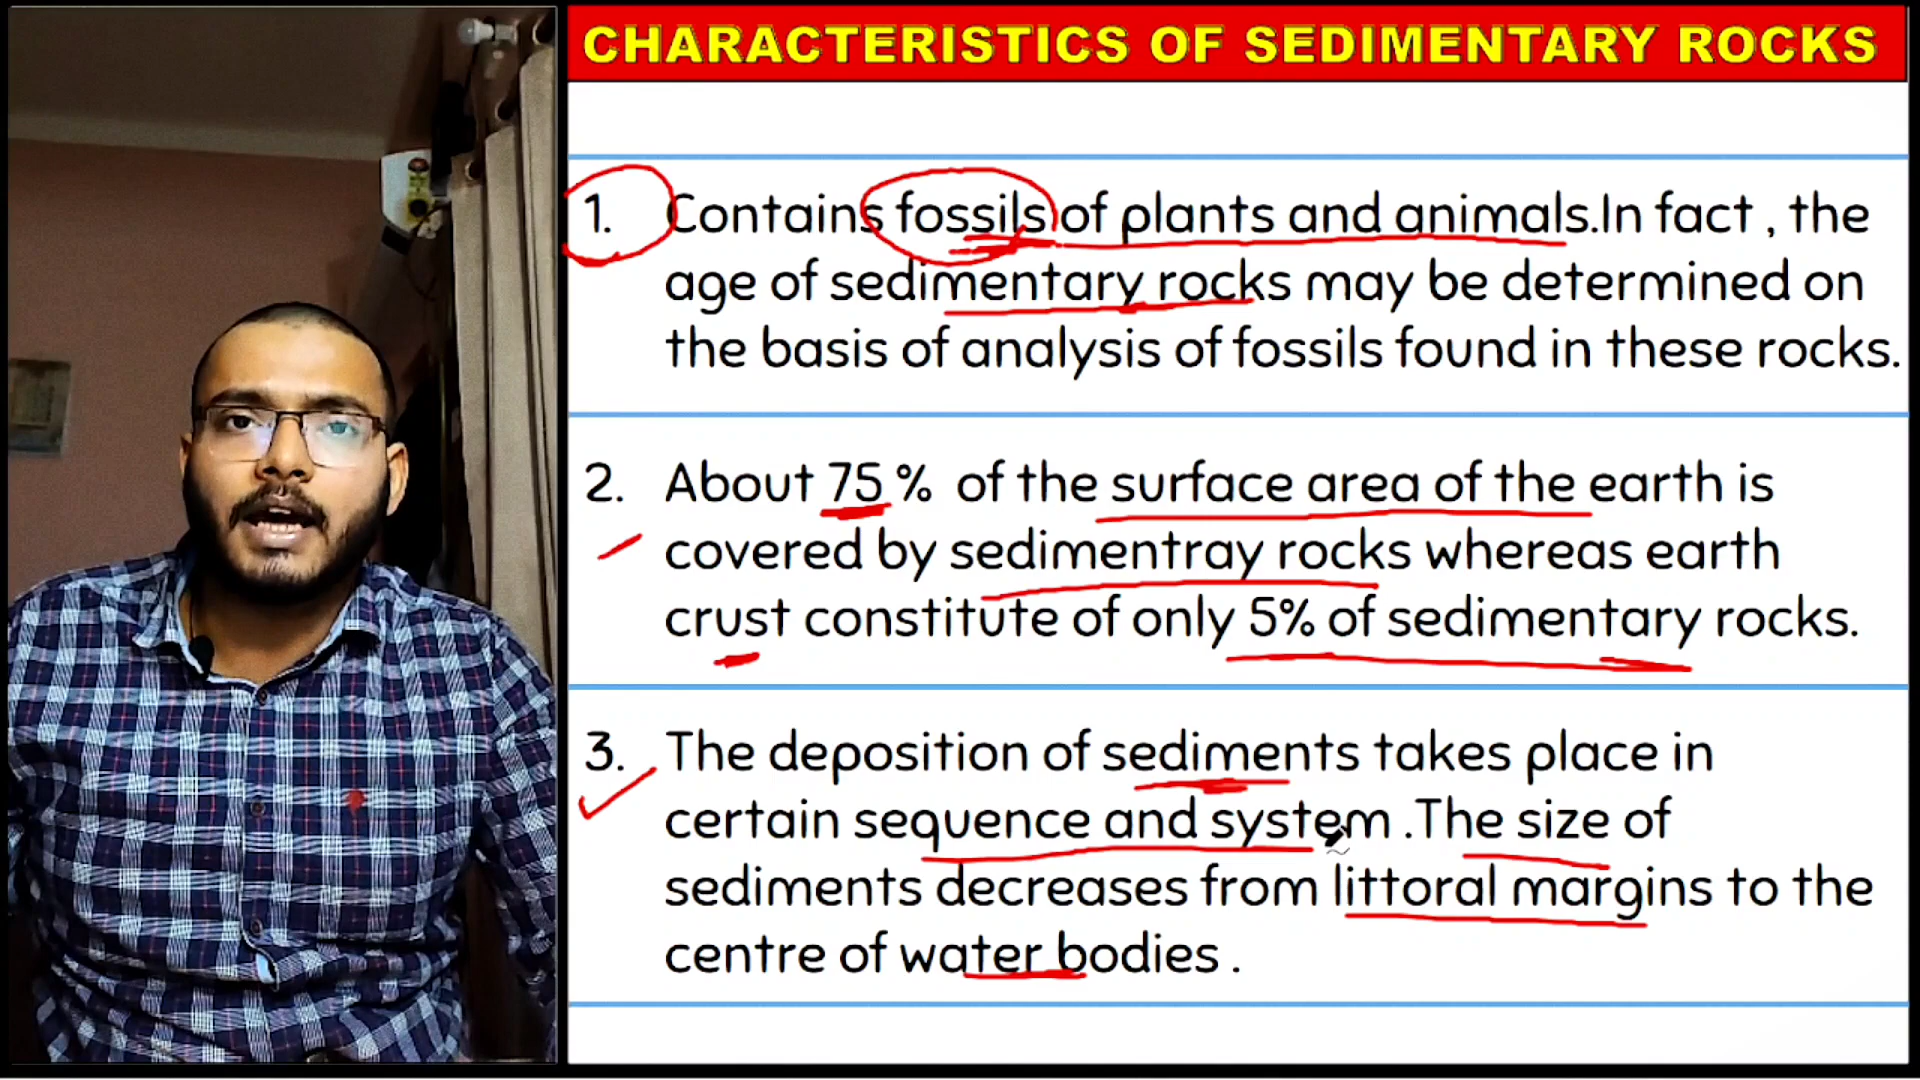 CHARACTERISTICS OF SEDIMENTARY ROCKS
1. Contains fossils of plants and animals.In fact , the
age of sedimentary rocks may be determined on
the basis of analysis of fossils found in these rocks.
2. About 75 % of the surface area of the earth is
covered by sedimentray rocks whereas earth
crust constitute of only 5% of sedimentary rocks.
3. The deposition of sediments takes place in
certain sequence and system .The size of
sediments decreases from littoral margins to the
centre of water bodies .